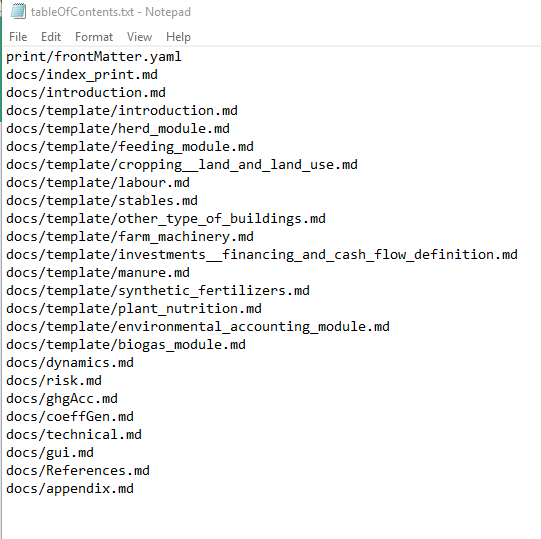 tableOfContents.txt - Notepad
File Edit Format View Help
print/frontMatter.yaml
docs/index_print.md
docs/introduction.md
docs/template/introduction.md
docs/template/herd_module.md
docs/template/feeding_module.md
docs/template/cropping__land_and_land_use.md
docs/template/labour.md
docs/template/stables.md
docs/template/other_type_of_buildings.md
docs/template/farm_machinery.md
docs/template/investments__financing_and_cash_flow_definition.md
docs/template/manure.md
docs/template/synthetic_fertilizers.md
docs/template/plant_nutrition.md
docs/template/environmental_accounting_module.md
docs/template/biogas_module.md
docs/dynamics.md
docs/risk.md
docs/ghgAcc.md
docs/coeffGen.md
docs/technical.md
docs/gui.md
docs/References.md
docs/appendix.md